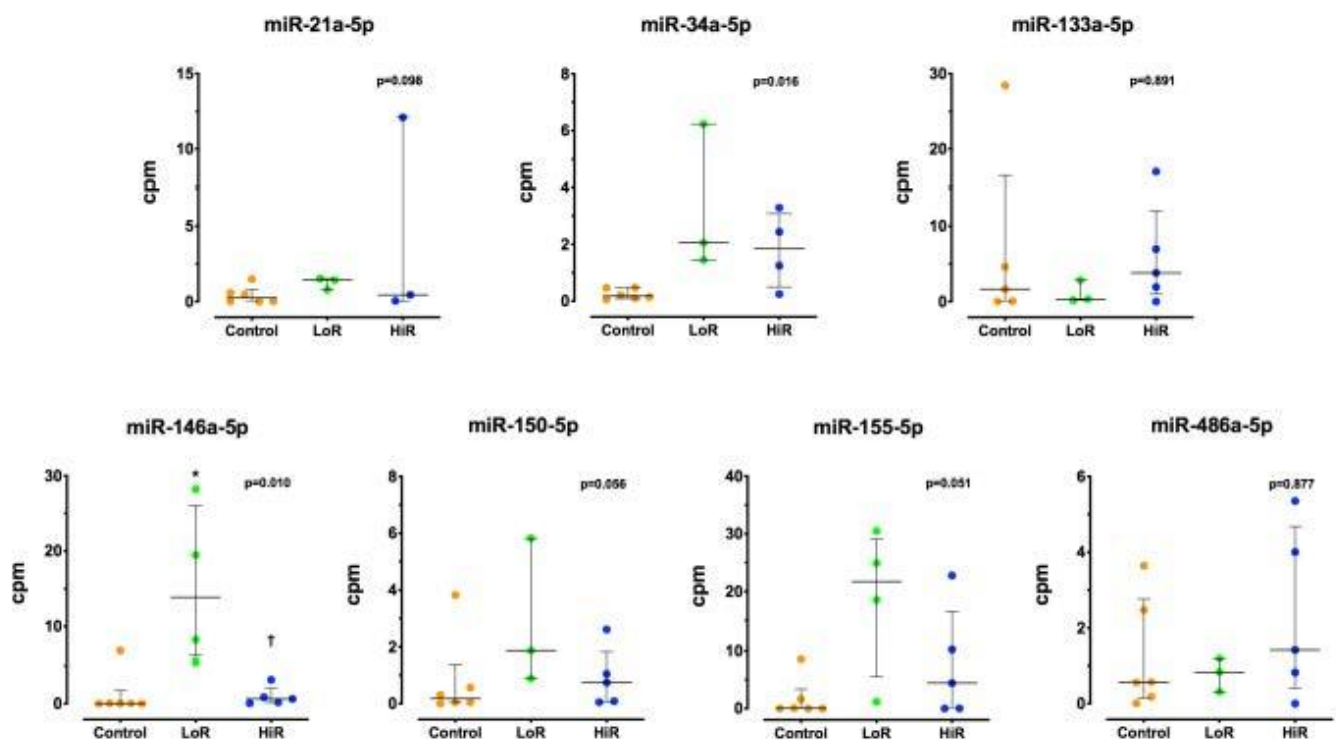 miR-21a-5p
miR-34a-5p
miR-133a-5p
p=0.098
p=0.016
p=0.891
cpm
15
10
5
0
Control LoR HiR
cpm
8
6
4
2
0
Control LoR HiR
cpm
30
20
10
0
Control LoR HiR
miR-146a-5p
miR-150-5p
miR-155-5p
miR-486a-5p
p=0.010
p=0.056
p=0.051
p=0.877
cpm
30
20
10
0
*
†
Control LoR HiR
cpm
8
6
4
2
0
Control LoR HiR
cpm
40
30
20
10
0
Control LoR HiR
cpm
6
4
2
0
Control LoR HiR